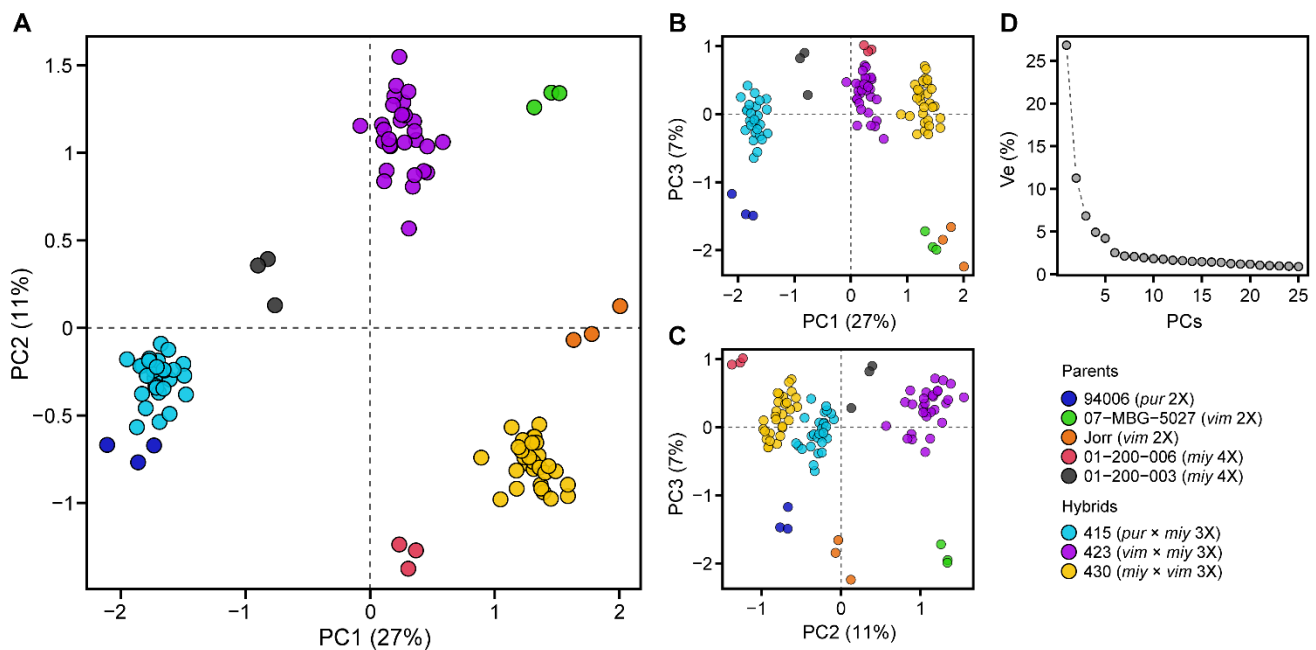 A
1.5
1
0.5
0
−0.5
−1
PC2 (11%)
−2
−1
0
1
2
PC1 (27%)
B
1
0
−1
−2
PC3 (7%)
−2
−1
0
1
2
PC1 (27%)
C
1
0
−1
−2
PC3 (7%)
−1
0
1
PC2 (11%)
D
25
20
15
10
5
0
Ve (%)
5
10
15
20
25
PCs
Parents
94006 (pur 2X)
07−MBG−5027 (vim 2X)
Jorr (vim 2X)
01−200−006 (miy 4X)
01−200−003 (miy 4X)
Hybrids
415 (pur × miy 3X)
423 (vim × miy 3X)
430 (miy × vim 3X)